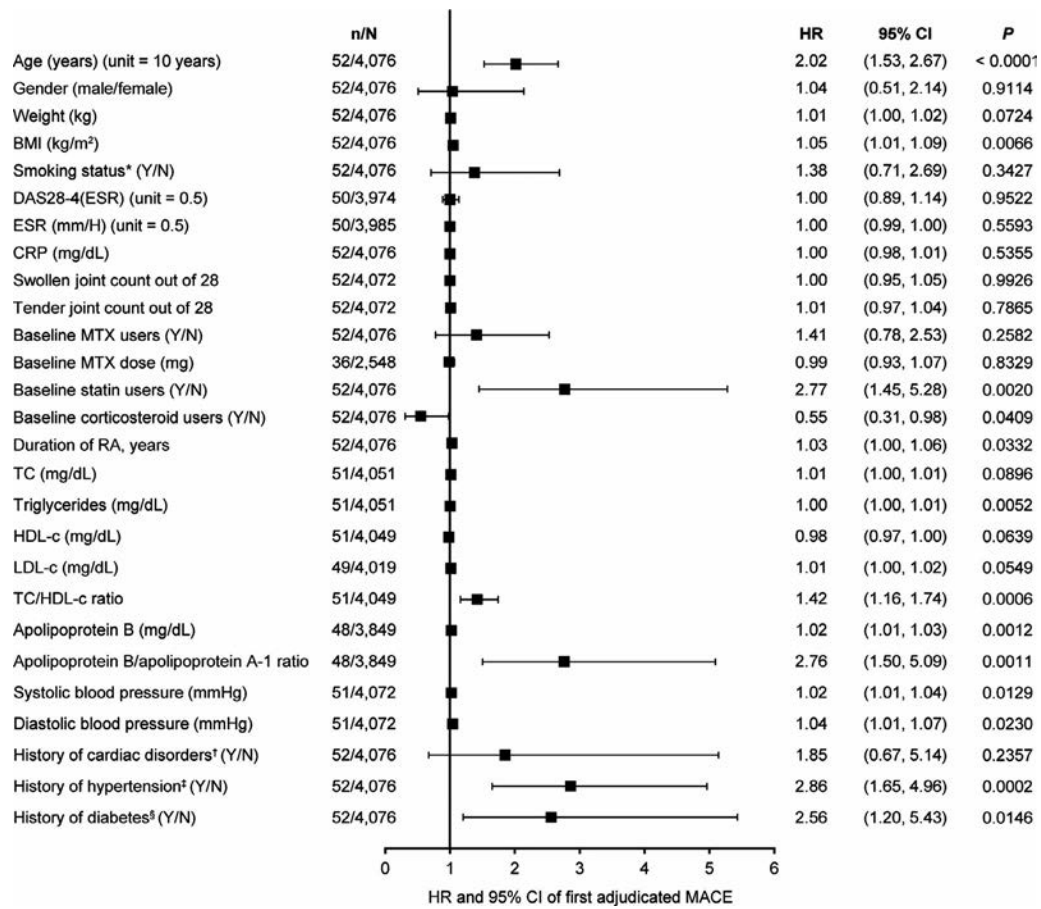 n/N HR 95% CI P
Age (years) (unit = 10 years) 52/4,076 2.02 (1.53, 2.67) < 0.0001
Gender (male/female) 52/4,076 1.04 (0.51, 2.14) 0.9114
Weight (kg) 52/4,076 1.01 (1.00, 1.02) 0.0724
BMI (kg/m²) 52/4,076 1.05 (1.01, 1.09) 0.0066
Smoking status* (Y/N) 52/4,076 1.38 (0.71, 2.69) 0.3427
DAS28-4(ESR) (unit = 0.5) 50/3,974 1.00 (0.89, 1.14) 0.9522
ESR (mm/H) (unit = 0.5) 50/3,985 1.00 (0.99, 1.00) 0.5593
CRP (mg/dL) 52/4,076 1.00 (0.98, 1.01) 0.5355
Swollen joint count out of 28 52/4,072 1.00 (0.95, 1.05) 0.9926
Tender joint count out of 28 52/4,072 1.01 (0.97, 1.04) 0.7865
Baseline MTX users (Y/N) 52/4,076 1.41 (0.78, 2.53) 0.2582
Baseline MTX dose (mg) 36/2,548 0.99 (0.93, 1.07) 0.8329
Baseline statin users (Y/N) 52/4,076 2.77 (1.45, 5.28) 0.0020
Baseline corticosteroid users (Y/N) 52/4,076 0.55 (0.31, 0.98) 0.0409
Duration of RA, years 52/4,076 1.03 (1.00, 1.06) 0.0332
TC (mg/dL) 51/4,051 1.01 (1.00, 1.01) 0.0896
Triglycerides (mg/dL) 51/4,051 1.00 (1.00, 1.01) 0.0052
HDL-c (mg/dL) 51/4,049 0.98 (0.97, 1.00) 0.0639
LDL-c (mg/dL) 49/4,019 1.01 (1.00, 1.02) 0.0549
TC/HDL-c ratio 51/4,049 1.42 (1.16, 1.74) 0.0006
Apolipoprotein B (mg/dL) 48/3,849 1.02 (1.01, 1.03) 0.0012
Apolipoprotein B/apolipoprotein A-1 ratio 48/3,849 2.76 (1.50, 5.09) 0.0011
Systolic blood pressure (mmHg) 51/4,072 1.02 (1.01, 1.04) 0.0129
Diastolic blood pressure (mmHg) 51/4,072 1.04 (1.01, 1.07) 0.0230
History of cardiac disorders† (Y/N) 52/4,076 1.85 (0.67, 5.14) 0.2357
History of hypertension‡ (Y/N) 52/4,076 2.86 (1.65, 4.96) 0.0002
History of diabetes§ (Y/N) 52/4,076 2.56 (1.20, 5.43) 0.0146
0 1 2 3 4 5 6
HR and 95% CI of first adjudicated MACE